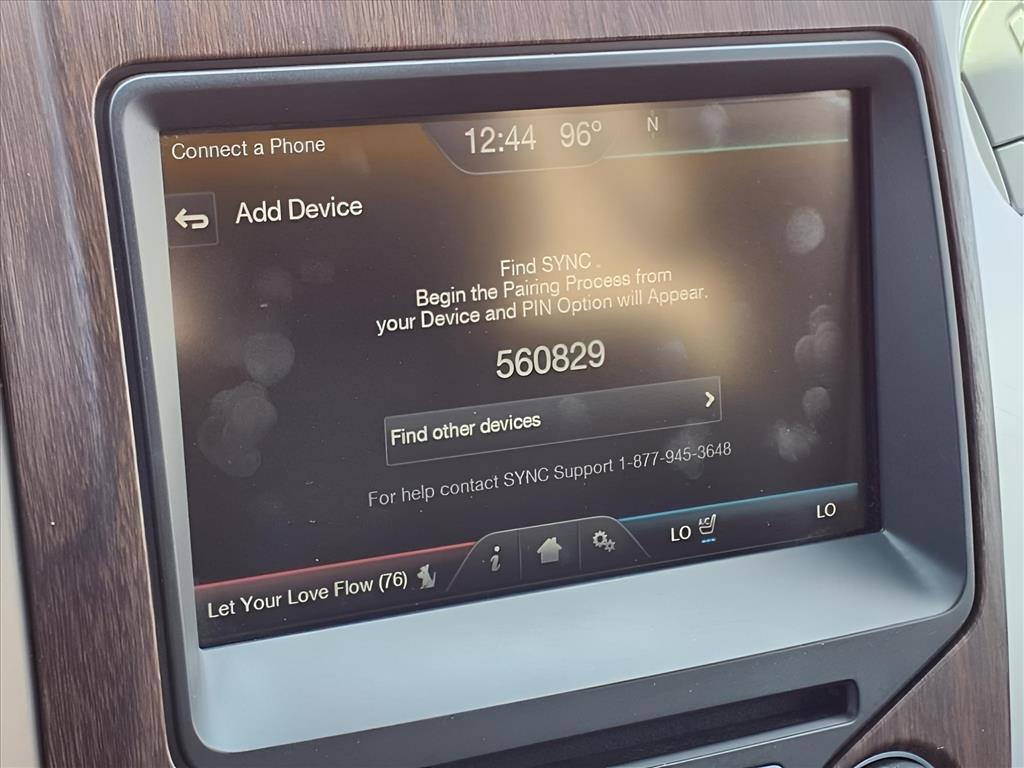 Connect a Phone
12:44 96° N
Add Device
Find SYNC
Begin the Pairing Process from
your Device and PIN Option will Appear.
560829
Find other devices
For help contact SYNC Support 1-877-945-3648
LO A/C LO
Let Your Love Flow (76) i